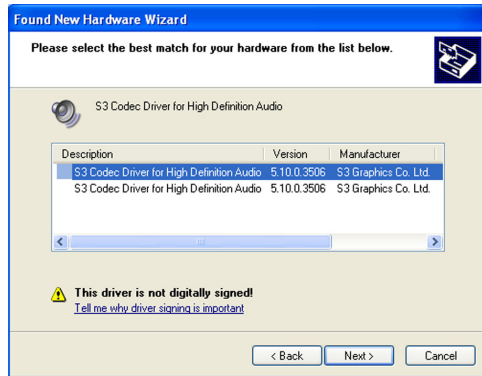 Found New Hardware Wizard
Please select the best match for your hardware from the list below.
S3 Codec Driver for High Definition Audio
Description Version Manufacturer
S3 Codec Driver for High Definition Audio 5.10.0.3506 S3 Graphics Co. Ltd.
S3 Codec Driver for High Definition Audio 5.10.0.3506 S3 Graphics Co. Ltd.
This driver is not digitally signed!
Tell me why driver signing is important
< Back Next > Cancel